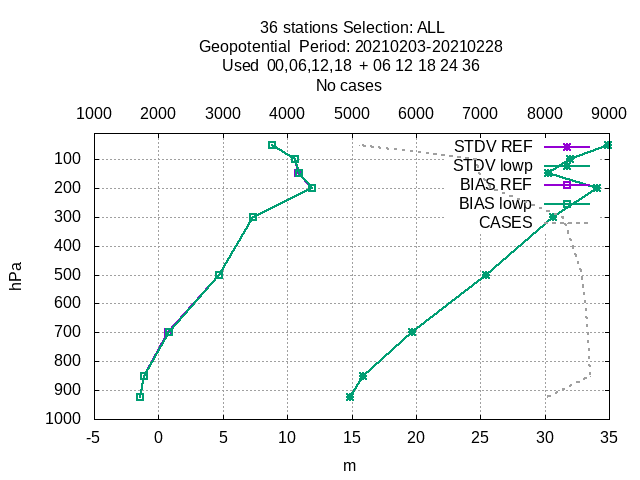 36 stations Selection: ALL
Geopotential Period: 20210203-20210228
Used 00,06,12,18 + 06 12 18 24 36
No cases
1000 2000 3000 4000 5000 6000 7000 8000 9000
STDV REF
STDV lowp
BIAS REF
BIAS lowp
CASES
100
200
300
400
500
600
700
800
900
1000
hPa
-5 0 5 10 15 20 25 30 35
m